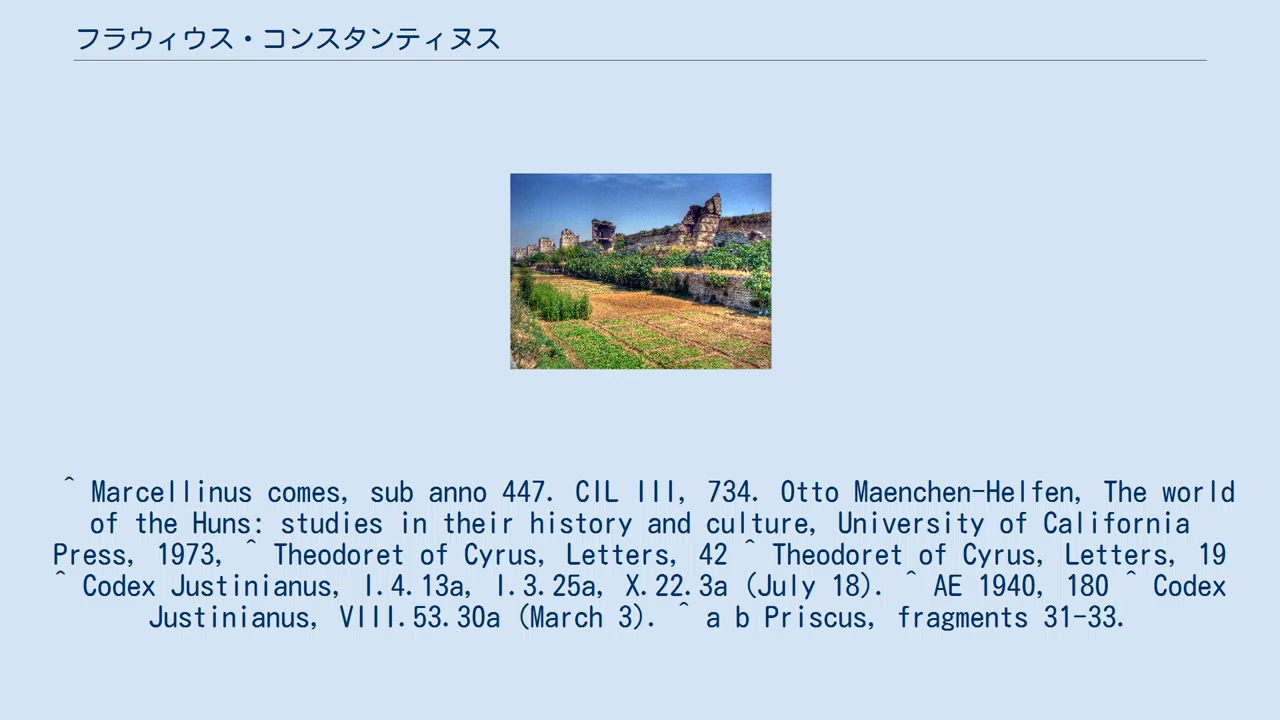 フラウィウス・コンスタンティヌス
^ Marcellinus comes, sub anno 447. CIL III, 734. Otto Maenchen-Helfen, The world
of the Huns: studies in their history and culture, University of California
Press, 1973, ^ Theodoret of Cyrus, Letters, 42 ^ Theodoret of Cyrus, Letters, 19
^ Codex Justinianus, I.4.13a, I.3.25a, X.22.3a (July 18). ^ AE 1940, 180 ^ Codex
Justinianus, VIII.53.30a (March 3). ^ a b Priscus, fragments 31-33.